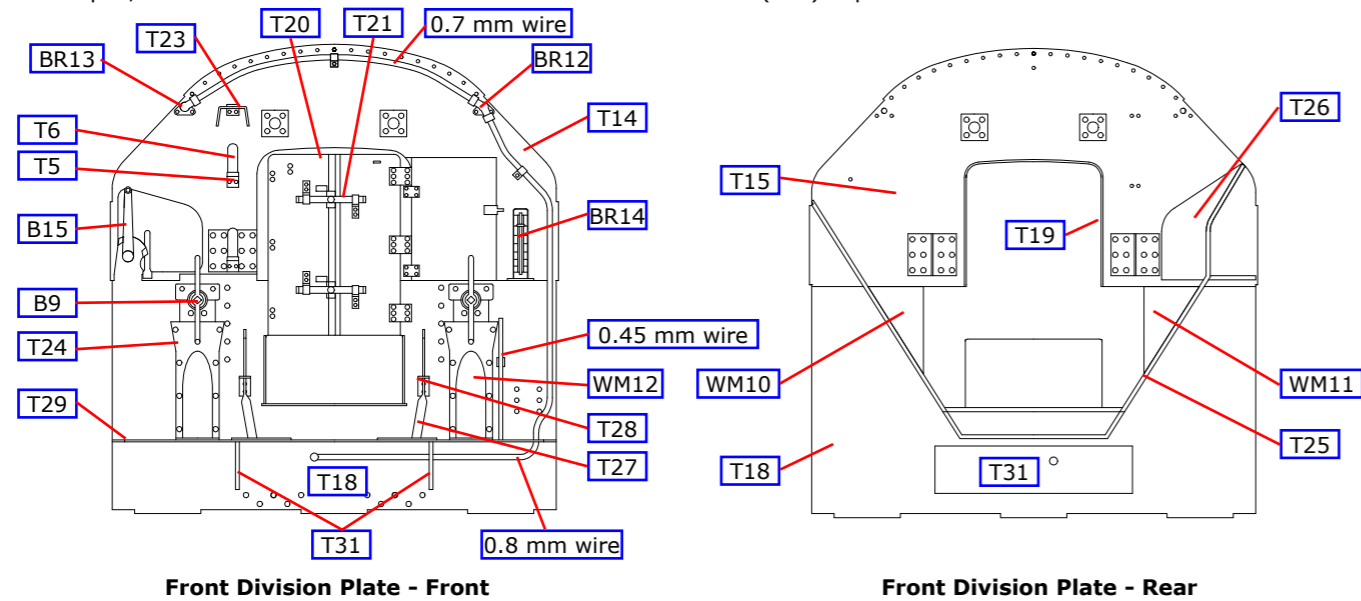 T20
T21
0.7 mm wire
T23
BR13
BR12
T14
T6
T5
B15
BR14
B9
T24
0.45 mm wire
WM12
T29
T28
T27
T18
T31
0.8 mm wire
Front Division Plate - Front
T26
T15
T19
WM10
WM11
T18
T31
T25
Front Division Plate - Rear